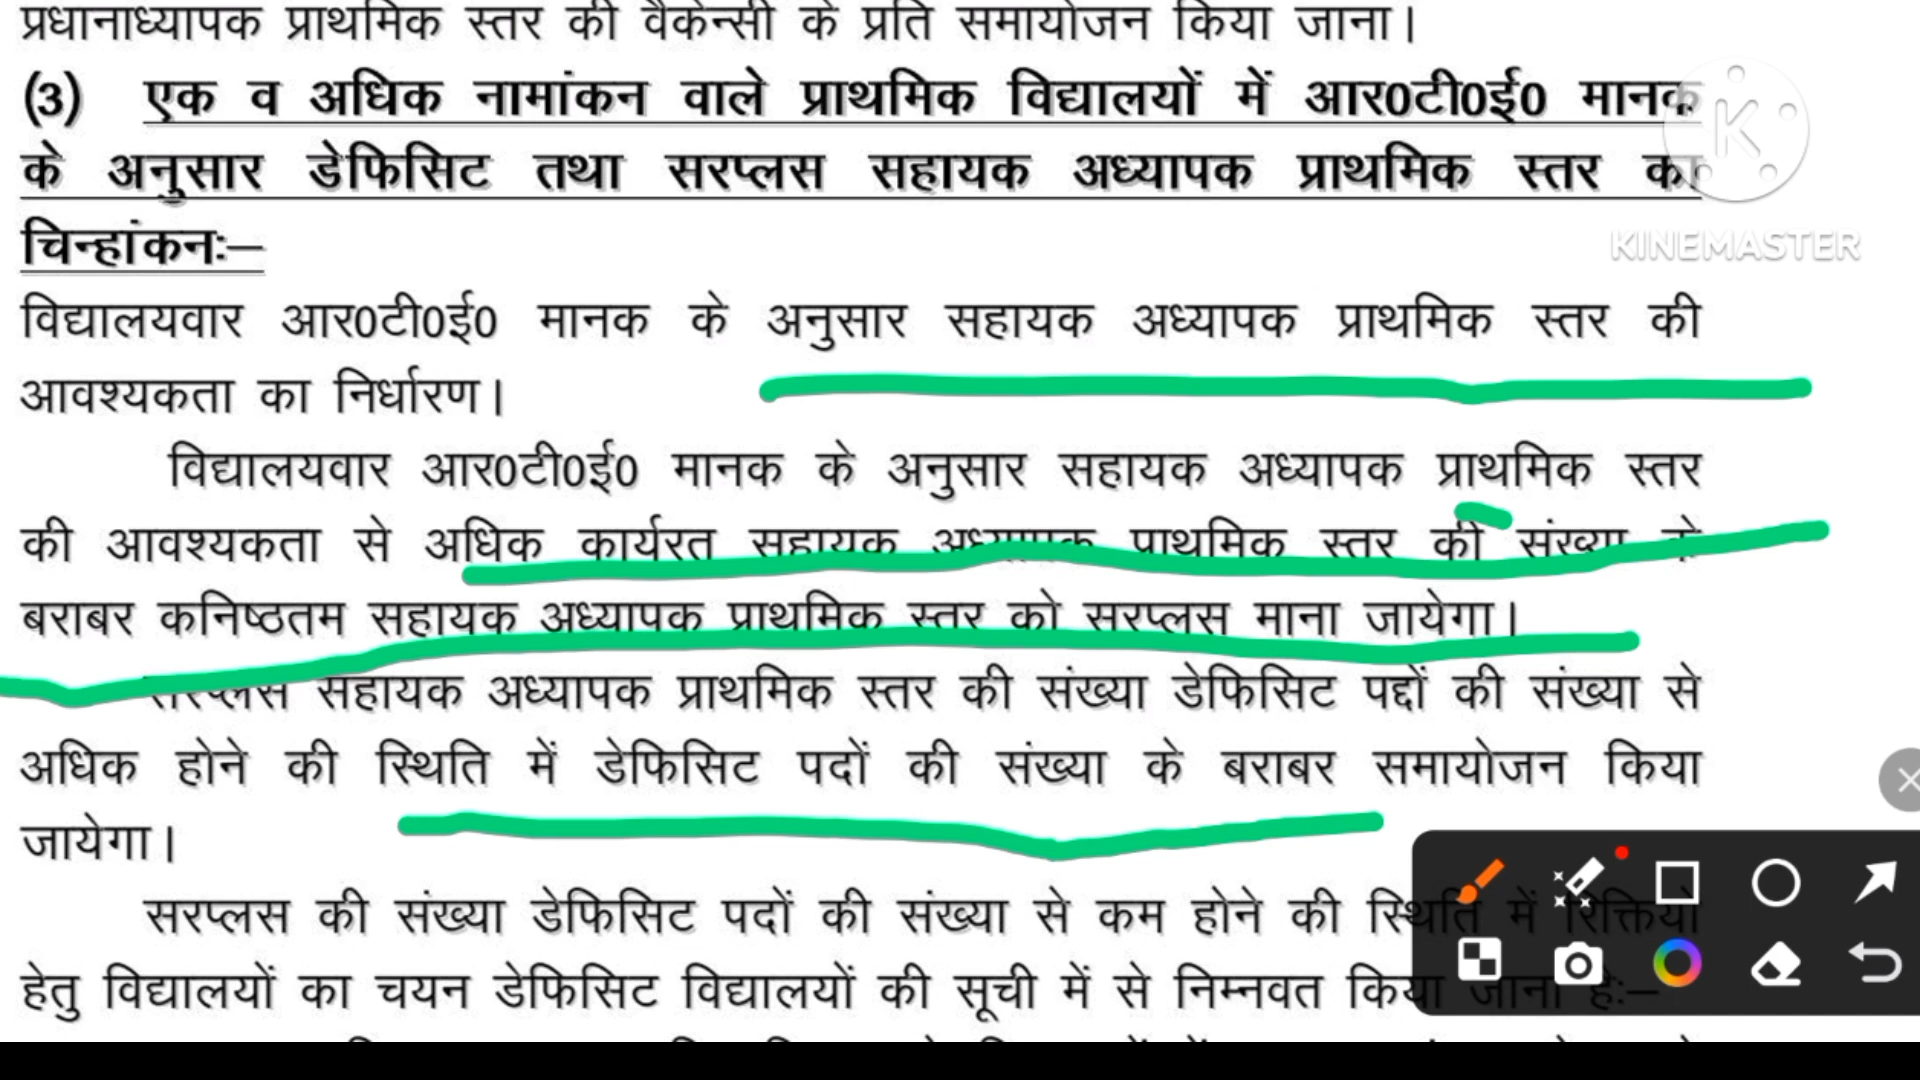 प्रधानाध्यापक प्राथमिक स्तर की वैकेन्सी के प्रति समायोजन किया जाना।
(3) एक व अधिक नामांकन वाले प्राथमिक विद्यालयों में आर0टी0ई0 मानक
के अनुसार डेफिसिट तथा सरप्लस सहायक अध्यापक प्राथमिक स्तर का
चिन्हांकनः–
KINEMASTER
विद्यालयवार आर0टी0ई0 मानक के अनुसार सहायक अध्यापक प्राथमिक स्तर की
आवश्यकता का निर्धारण।
विद्यालयवार आर0टी0ई0 मानक के अनुसार सहायक अध्यापक प्राथमिक स्तर
की आवश्यकता से अधिक कार्यरत सहायक अध्यापक प्राथमिक स्तर की संख्या के
बराबर कनिष्ठतम सहायक अध्यापक प्राथमिक स्तर को सरप्लस माना जायेगा।
सरप्लस सहायक अध्यापक प्राथमिक स्तर की संख्या डेफिसिट पद्दों की संख्या से
अधिक होने की स्थिति में डेफिसिट पदों की संख्या के बराबर समायोजन किया
जायेगा।
सरप्लस की संख्या डेफिसिट पदों की संख्या से कम होने की स्थिति में रिक्तियो
हेतु विद्यालयों का चयन डेफिसिट विद्यालयों की सूची में से निम्नवत किया जाना हैः–